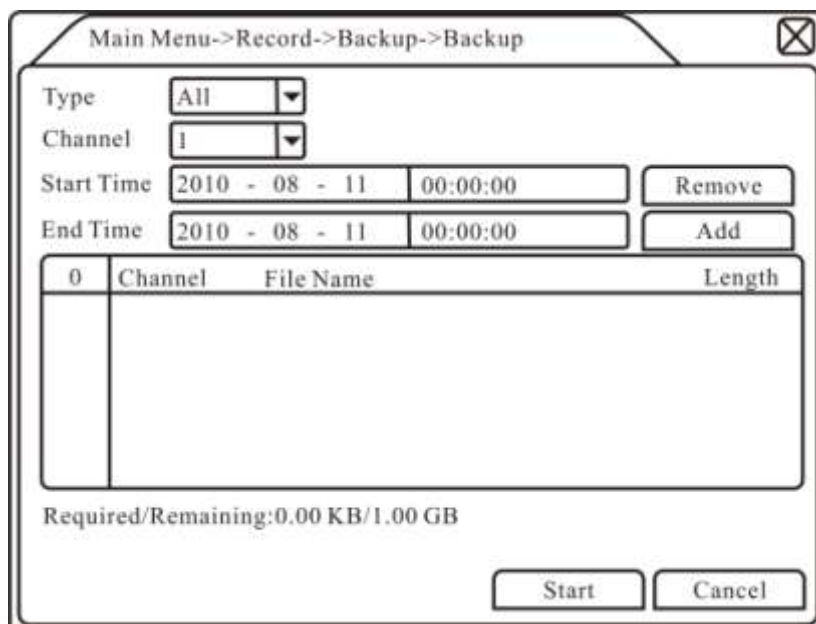 Main Menu->Record->Backup->Backup
Type All
Channel 1
Start Time 2010 - 08 - 11 00:00:00 Remove
End Time 2010 - 08 - 11 00:00:00 Add
0 Channel File Name Length
Required/Remaining:0.00 KB/1.00 GB
Start Cancel